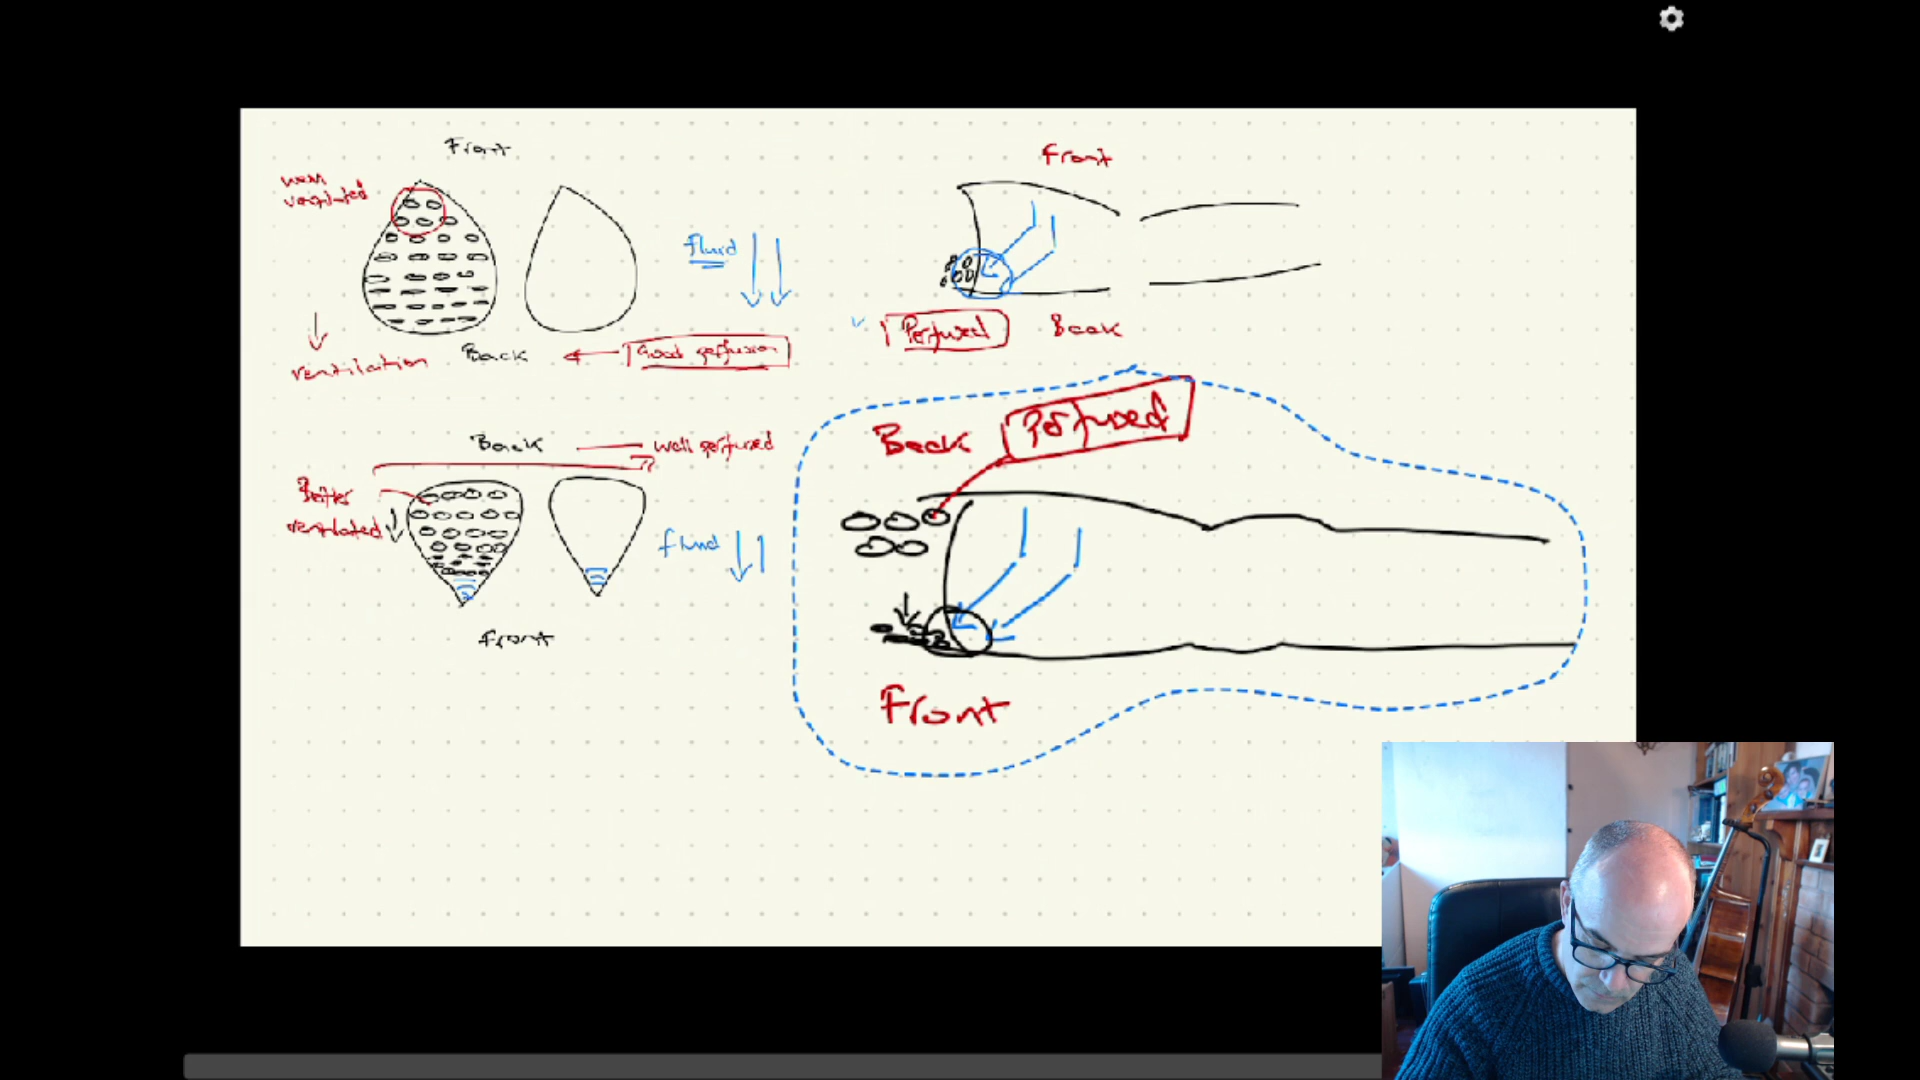 Front
well
ventilated
fluid
ventilation
Back
Good perfusion
Front
Perfused
Back
Back
well perfused
Better
ventilated
fluid
Front
Back
Perfused
Front